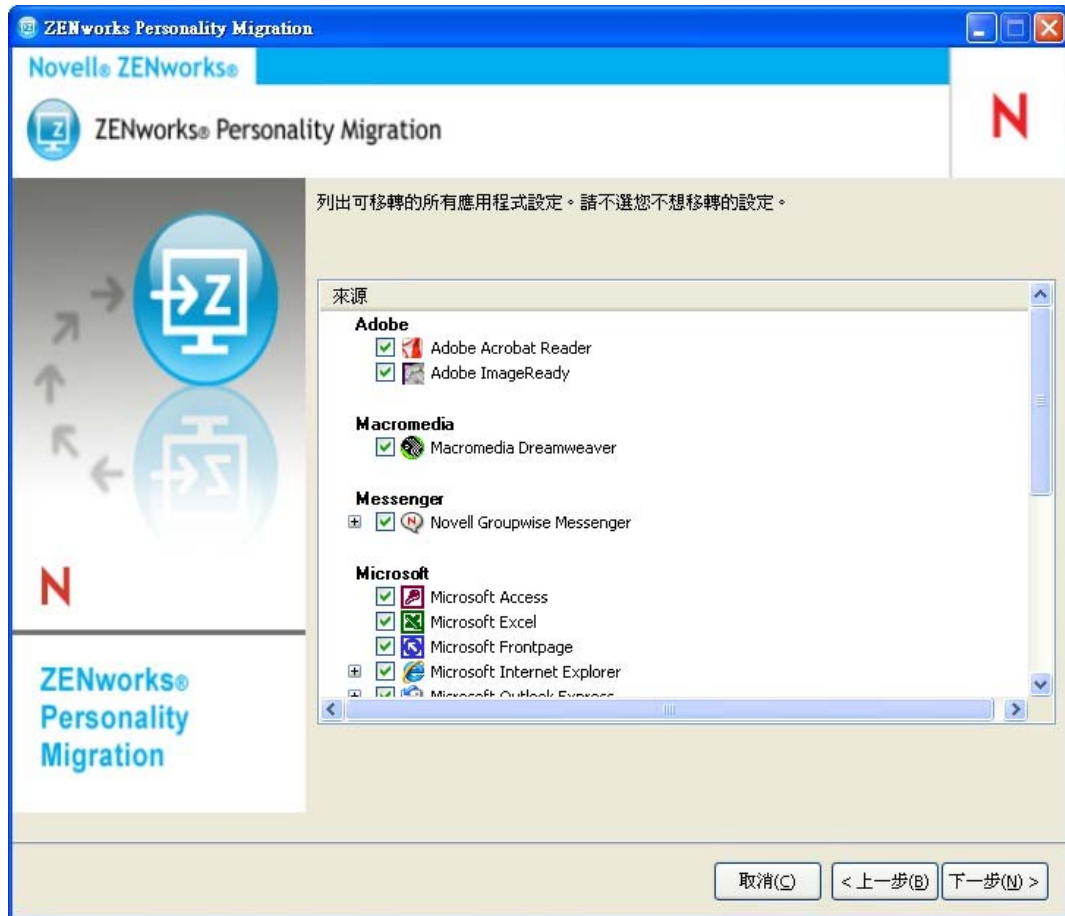 ZENworks Personality Migration
Novell® ZENworks®
ZENworks® Personality Migration
N
列出可移轉的所有應用程式設定。請不選您不想移轉的設定。
來源
Adobe
Adobe Acrobat Reader
Adobe ImageReady
Macromedia
Macromedia Dreamweaver
Messenger
Novell Groupwise Messenger
Microsoft
Microsoft Access
Microsoft Excel
Microsoft Frontpage
Microsoft Internet Explorer
Microsoft Outlook Express
Z
N
ZENworks®
Personality
Migration
取消(C)
< 上一步(B)
下一步(N) >